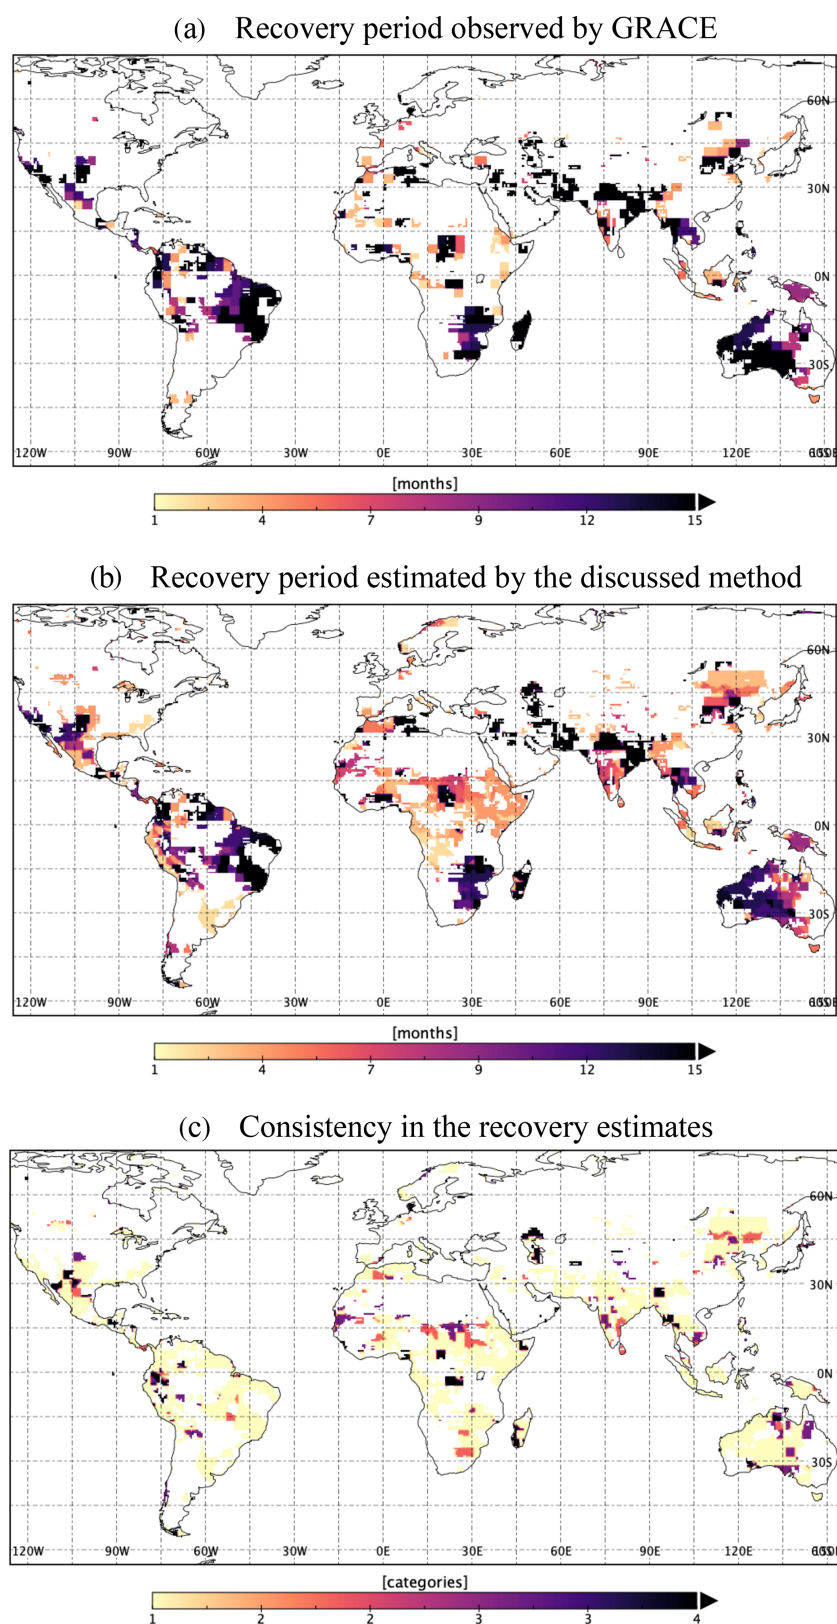 (a) Recovery period observed by GRACE
60N
30N
0N
30S
120W 90W 60W 30W 0E 30E 60E 90E 120E
[months]
1 4 7 9 12 15
(b) Recovery period estimated by the discussed method
60N
30N
0N
30S
120W 90W 60W 30W 0E 30E 60E 90E 120E
[months]
1 4 7 9 12 15
(c) Consistency in the recovery estimates
60N
30N
0N
30S
120W 90W 60W 30W 0E 30E 60E 90E 120E
[categories]
1 2 2 3 3 4